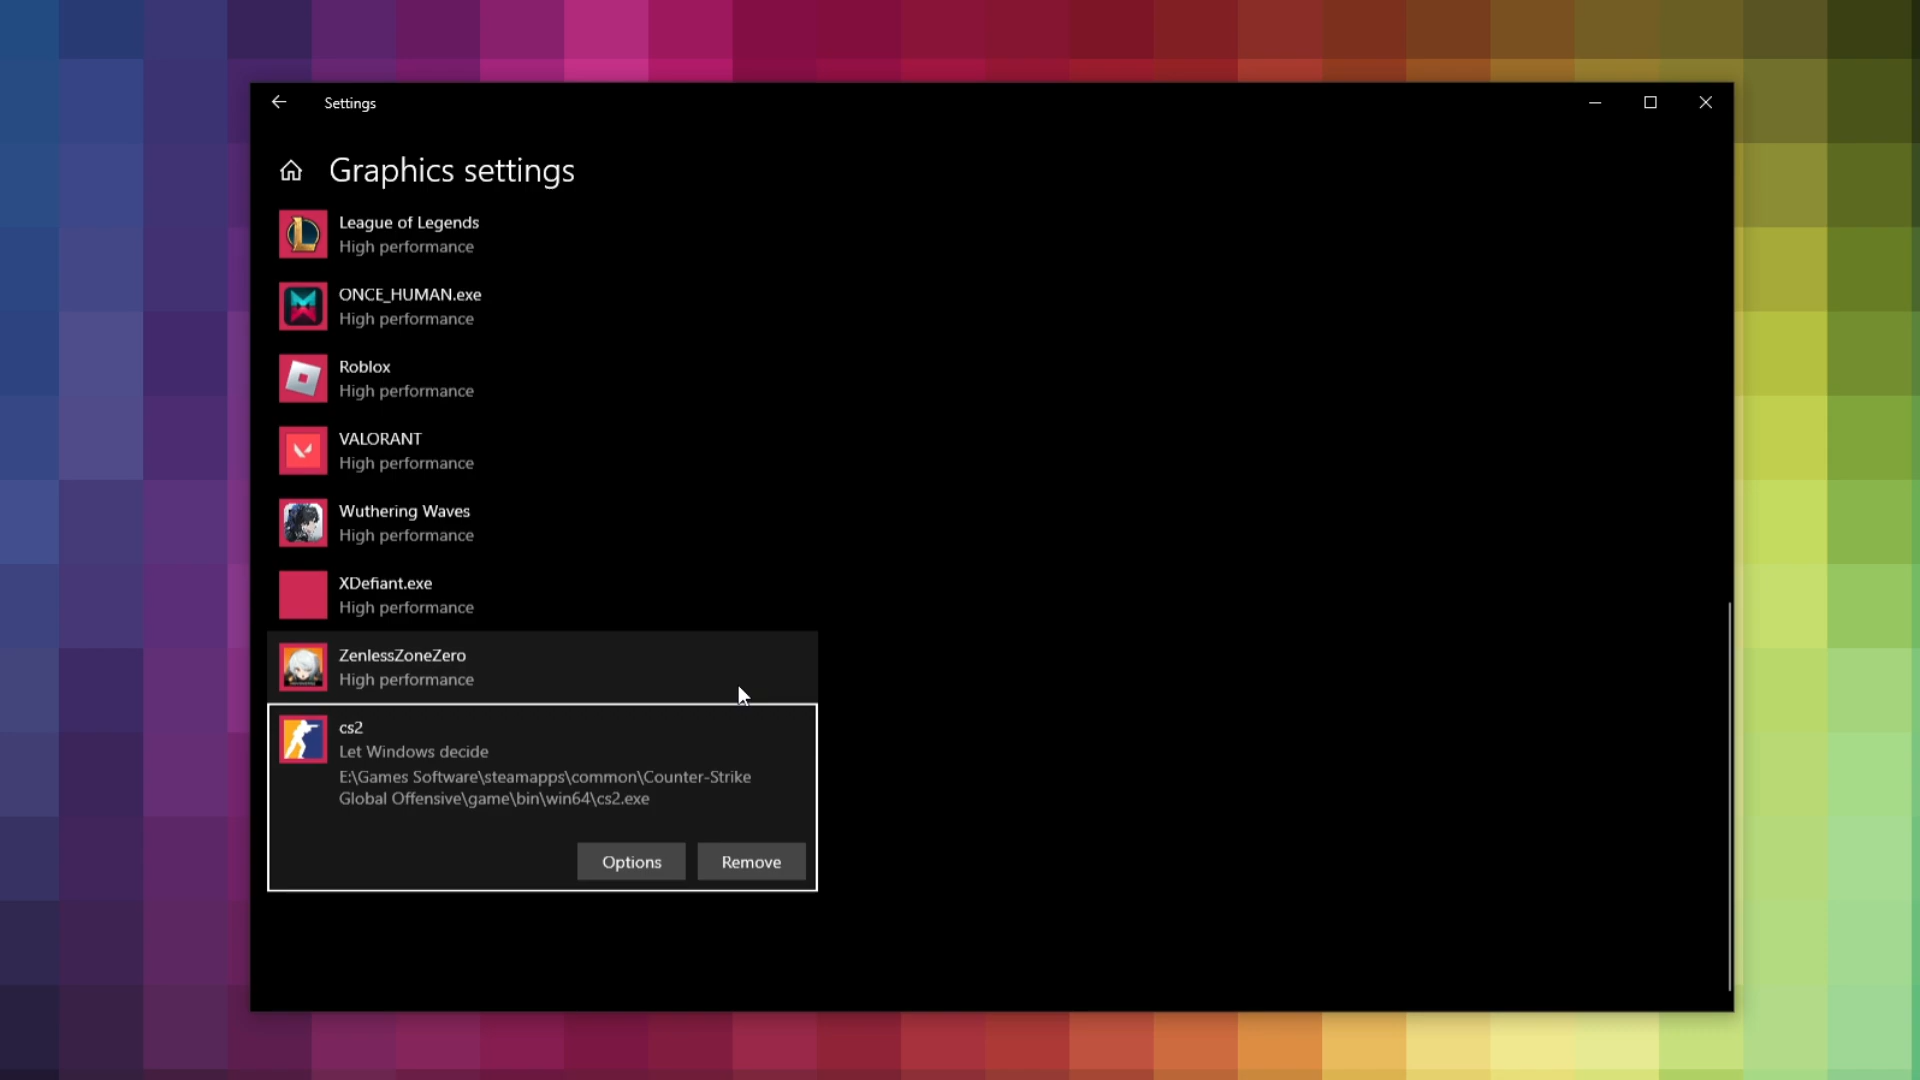 Settings
Graphics settings
League of Legends
High performance
ONCE_HUMAN.exe
High performance
Roblox
High performance
VALORANT
High performance
Wuthering Waves
High performance
XDefiant.exe
High performance
ZenlessZoneZero
High performance
cs2
Let Windows decide
E:\Games Software\steamapps\common\Counter-Strike
Global Offensive\game\bin\win64\cs2.exe
Options Remove